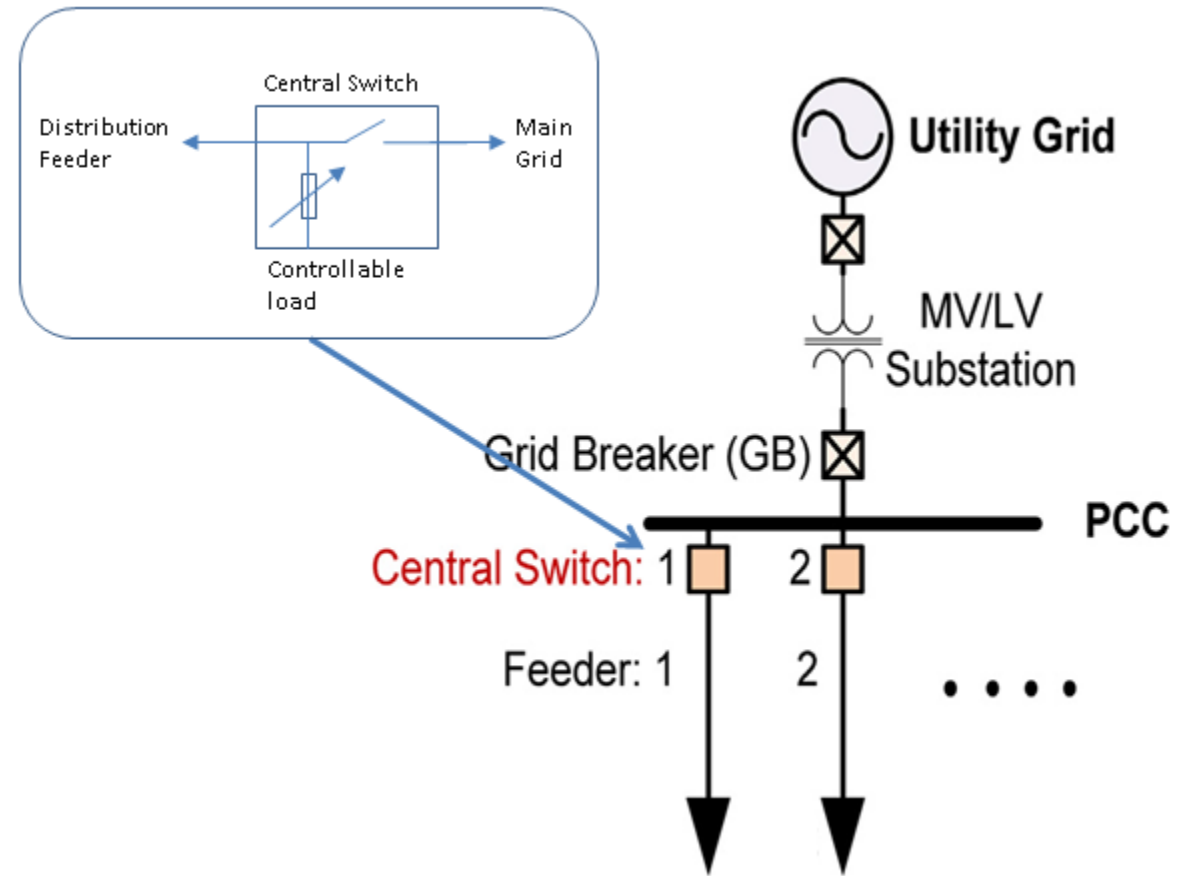 Central Switch
Distribution
Feeder
Main
Grid
Controllable
load
Utility Grid
MV/LV
Substation
Grid Breaker (GB)
PCC
Central Switch: 1 2
Feeder: 1 2